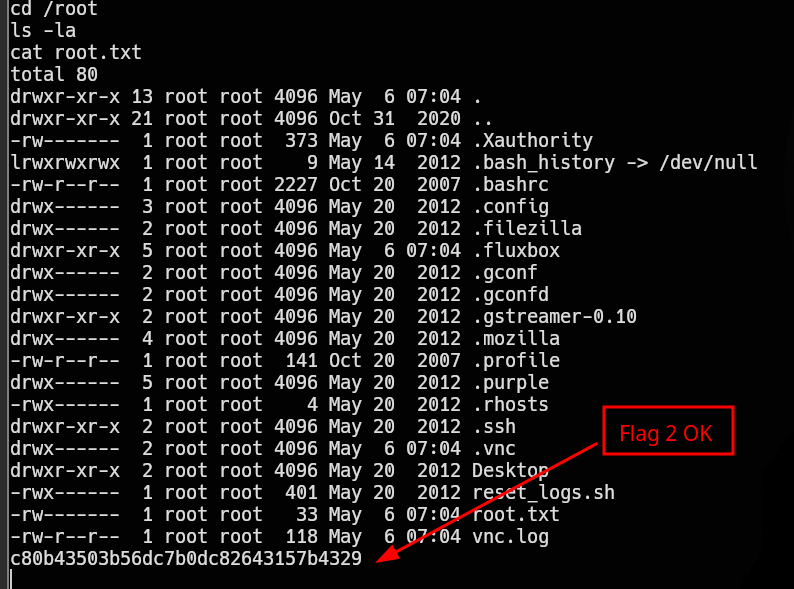 cd /root
ls -la
cat root.txt
total 80
drwxr-xr-x 13 root root 4096 May  6 07:04 .
drwxr-xr-x 21 root root 4096 Oct 31  2020 ..
-rw-------  1 root root  373 May  6 07:04 .Xauthority
lrwxrwxrwx  1 root root    9 May 14  2012 .bash_history -> /dev/null
-rw-r--r--  1 root root 2227 Oct 20  2007 .bashrc
drwx------  3 root root 4096 May 20  2012 .config
drwx------  2 root root 4096 May 20  2012 .filezilla
drwxr-xr-x  5 root root 4096 May  6 07:04 .fluxbox
drwx------  2 root root 4096 May 20  2012 .gconf
drwx------  2 root root 4096 May 20  2012 .gconfd
drwxr-xr-x  2 root root 4096 May 20  2012 .gstreamer-0.10
drwx------  4 root root 4096 May 20  2012 .mozilla
-rw-r--r--  1 root root  141 Oct 20  2007 .profile
drwx------  5 root root 4096 May 20  2012 .purple
-rwx------  1 root root    4 May 20  2012 .rhosts
drwxr-xr-x  2 root root 4096 May 20  2012 .ssh
drwx------  2 root root 4096 May  6 07:04 .vnc
drwxr-xr-x  2 root root 4096 May 20  2012 Desktop
-rwx------  1 root root  401 May 20  2012 reset_logs.sh
-rw-------  1 root root   33 May  6 07:04 root.txt
-rw-r--r--  1 root root  118 May  6 07:04 vnc.log
c80b43503b56dc7b0dc82643157b4329
Flag 2 OK